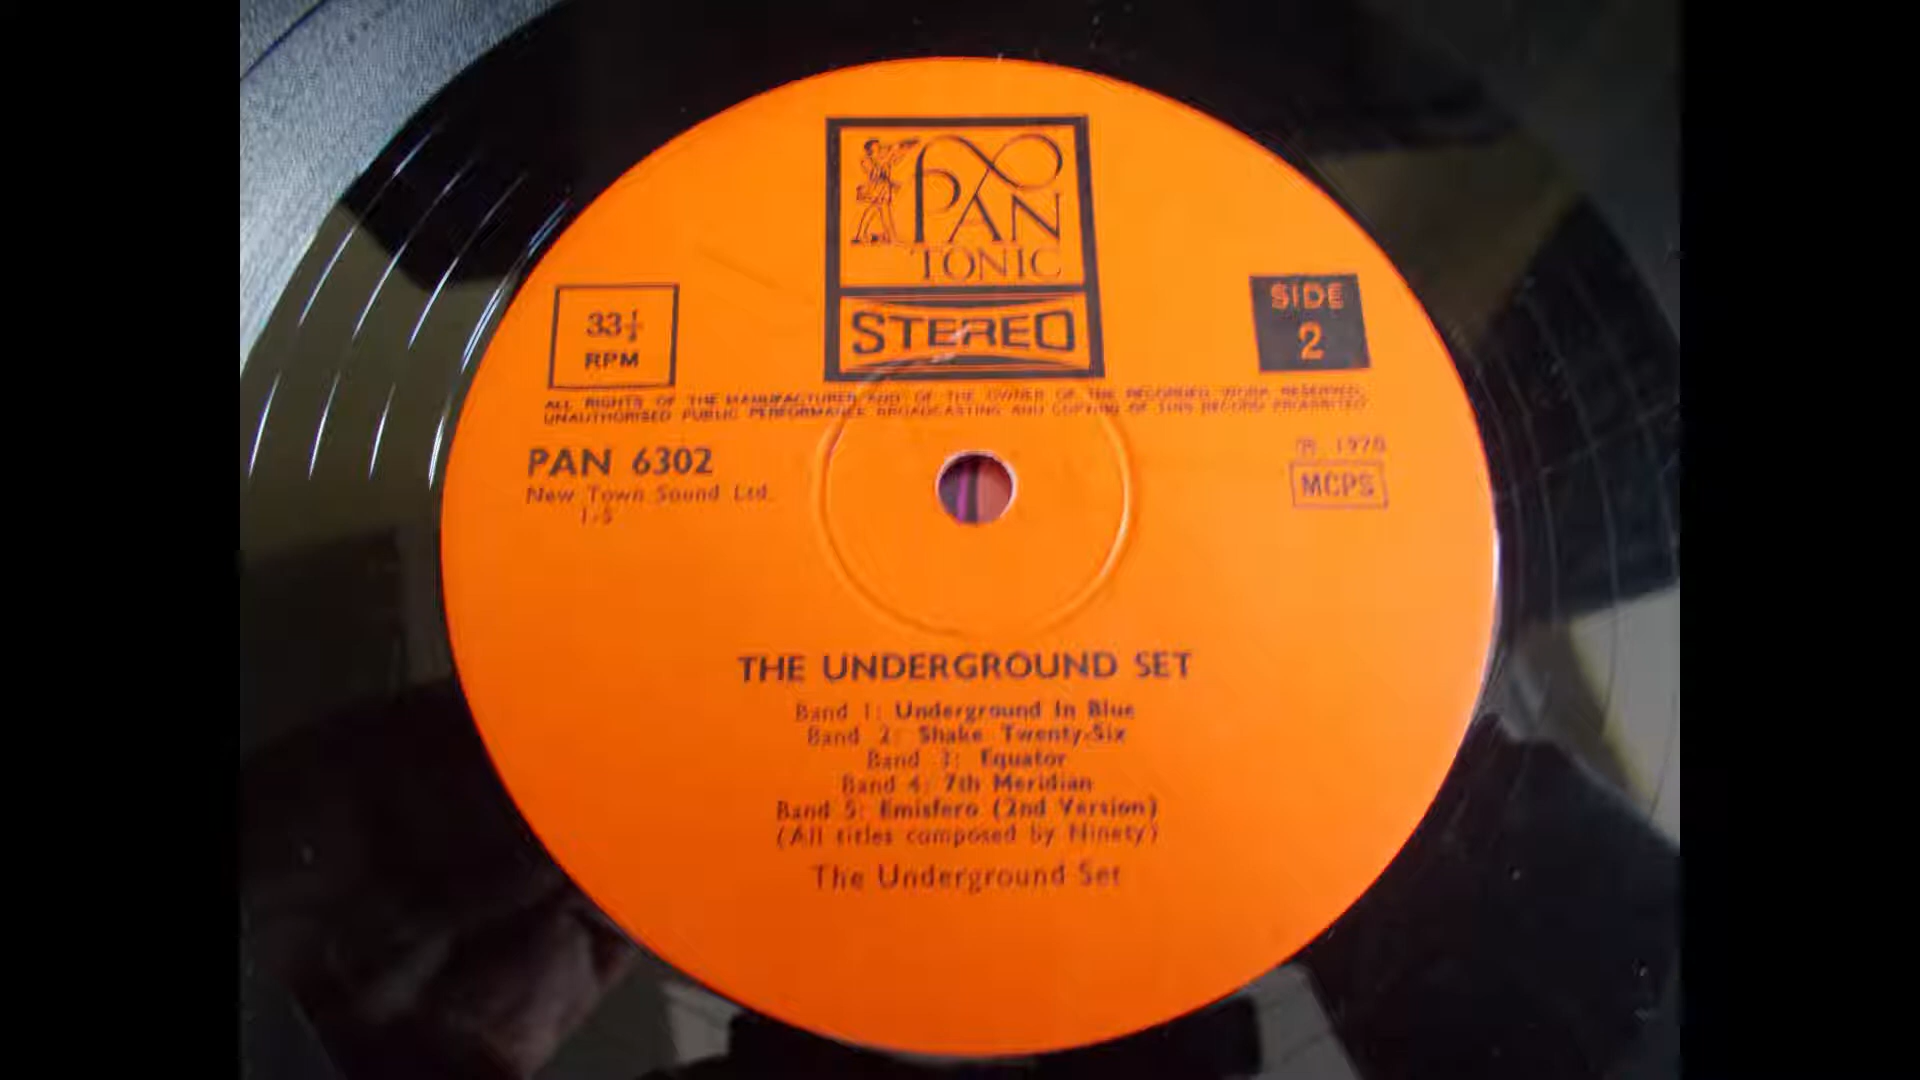 PAN
TONIC
STEREO
33⅓
RPM
SIDE
2
ALL RIGHTS OF THE MANUFACTURER AND OF THE OWNER OF THE RECORDED WORK RESERVED.
UNAUTHORISED PUBLIC PERFORMANCE BROADCASTING AND COPYING OF THIS RECORD PROHIBITED
PAN 6302
New Town Sound Ltd.
1-5
℗ 1970
MCPS
THE UNDERGROUND SET
Band 1: Underground In Blue
Band 2: Shake Twenty-Six
Band 3: Equator
Band 4: 7th Meridian
Band 5: Emisfero (2nd Version)
(All titles composed by Ninety)
The Underground Set